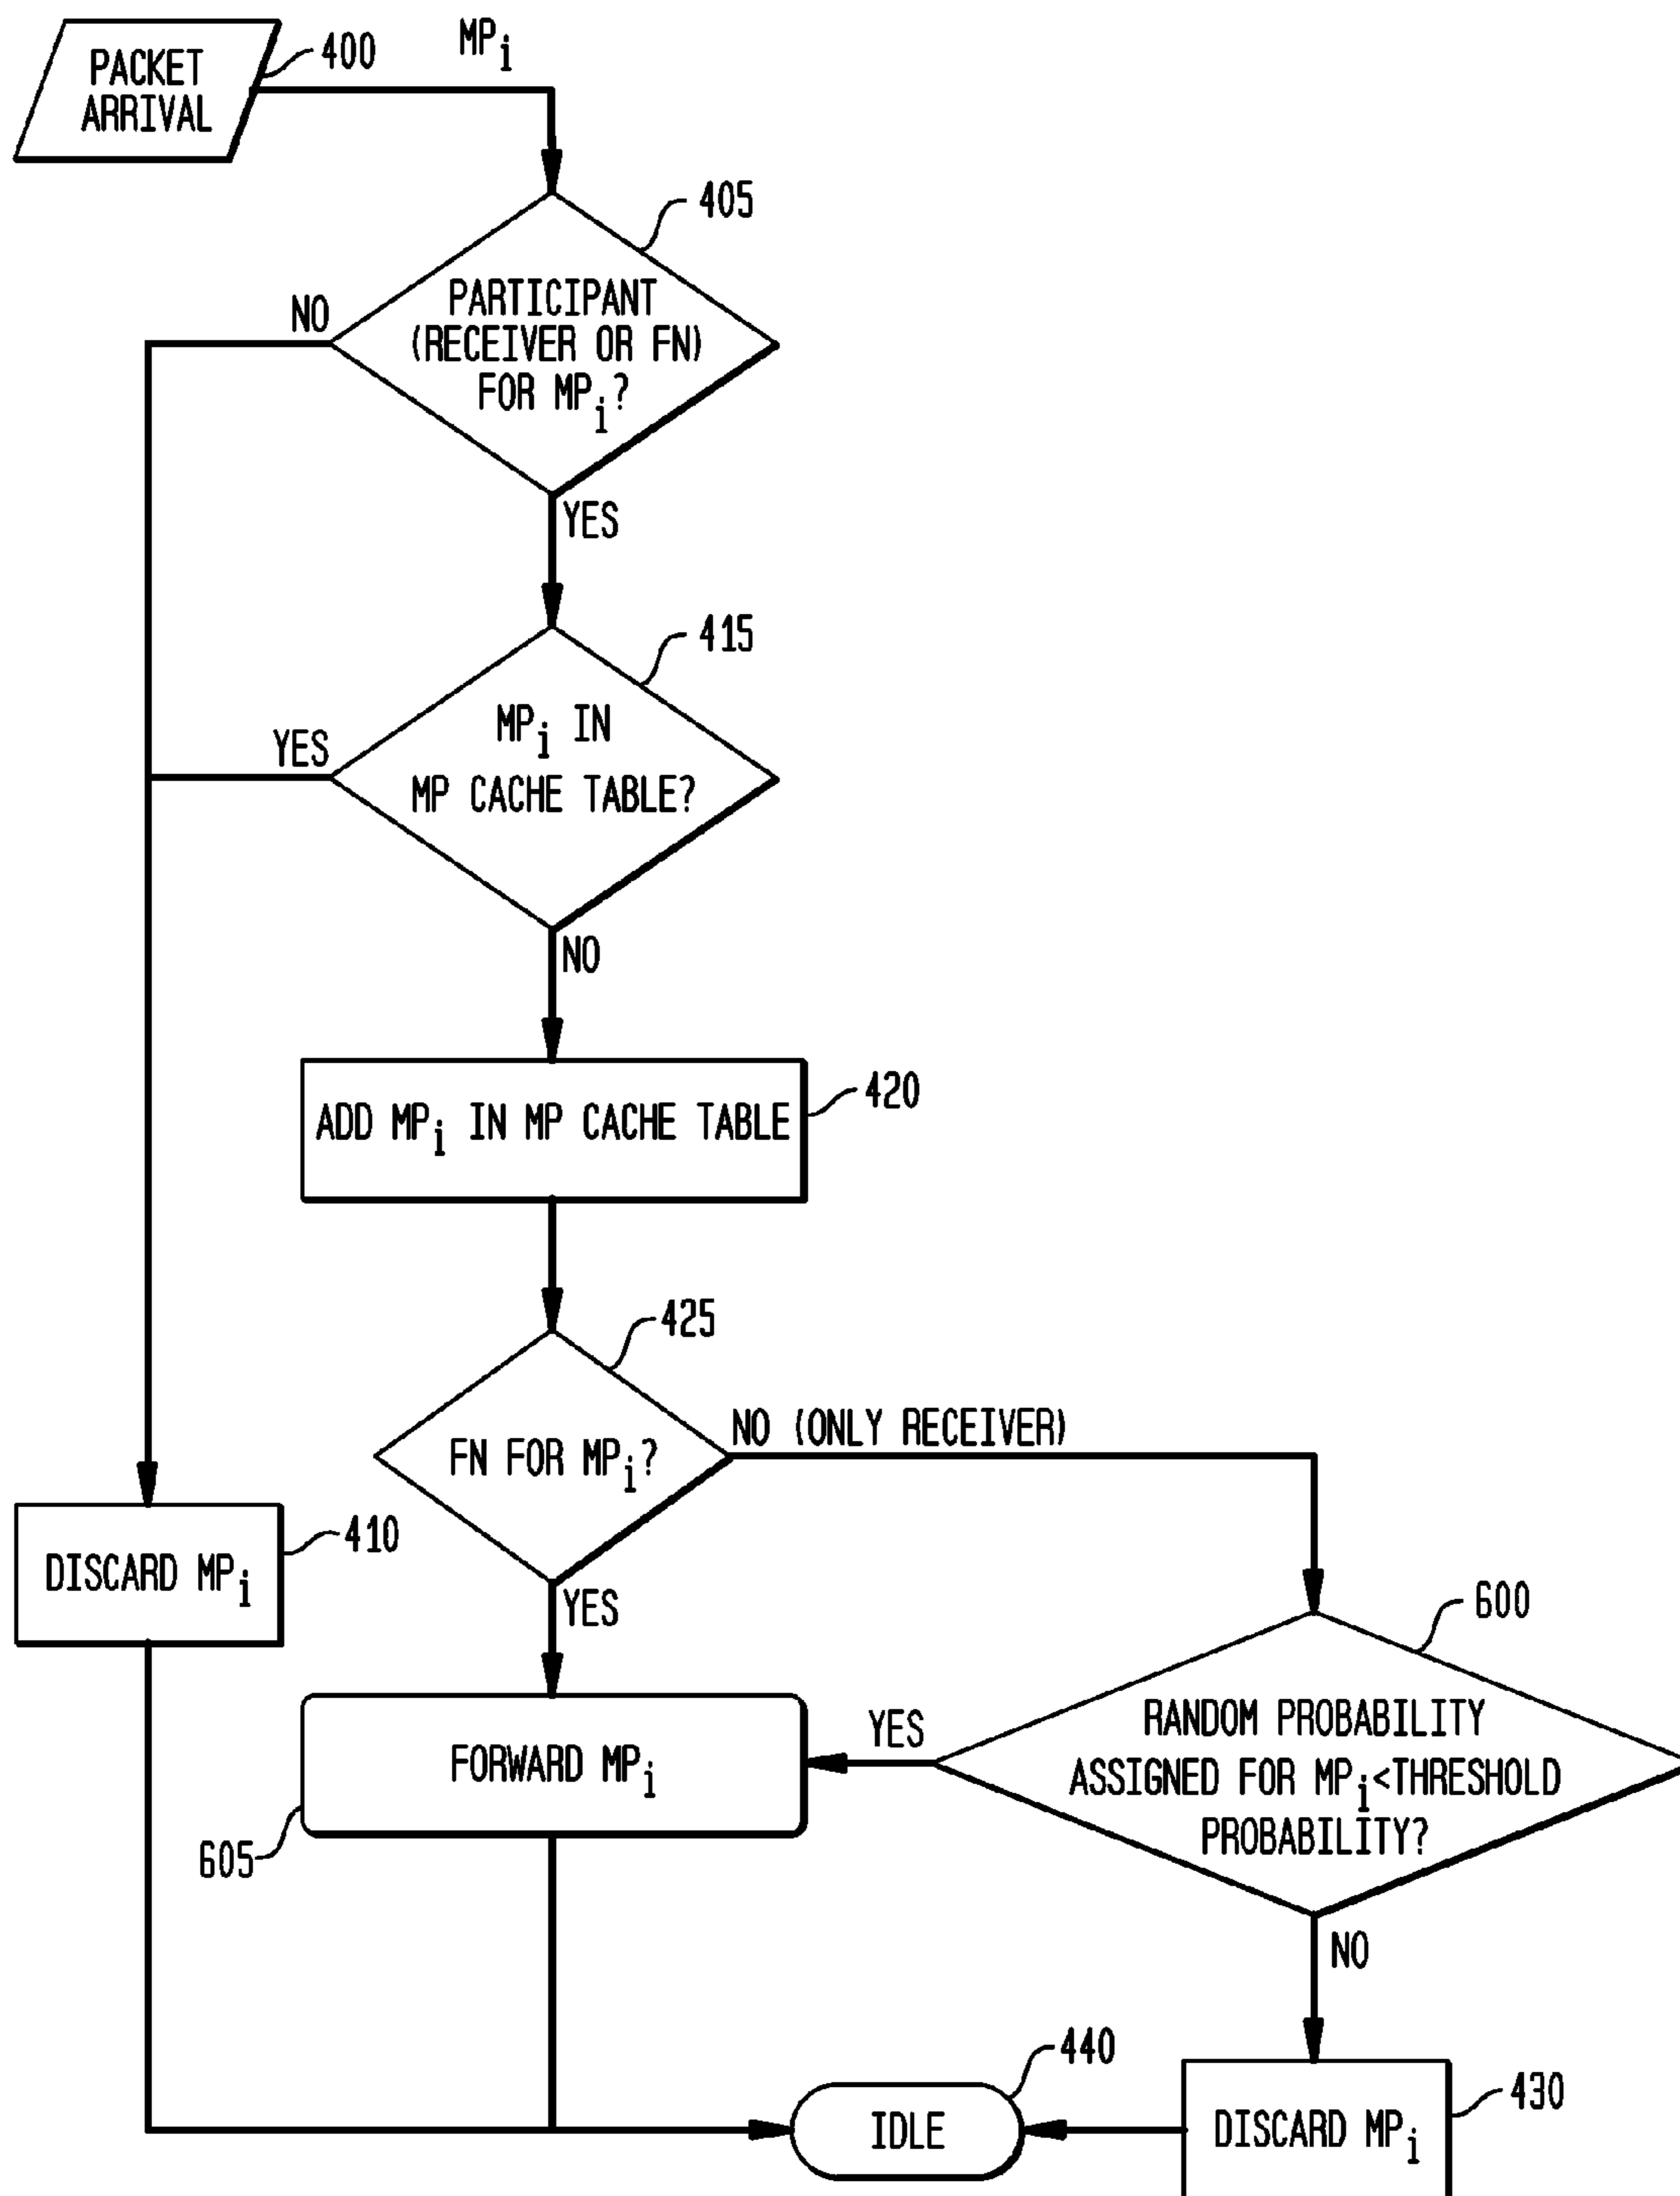 PACKET
ARRIVAL
400
MPi
405
PARTICIPANT
(RECEIVER OR FN)
FOR MPi?
NO
YES
415
MPi IN
MP CACHE TABLE?
YES
NO
420
ADD MPi IN MP CACHE TABLE
425
FN FOR MPi?
NO (ONLY RECEIVER)
YES
410
DISCARD MPi
600
RANDOM PROBABILITY
ASSIGNED FOR MPi<THRESHOLD
PROBABILITY?
YES
NO
FORWARD MPi
605
440
IDLE
430
DISCARD MPi